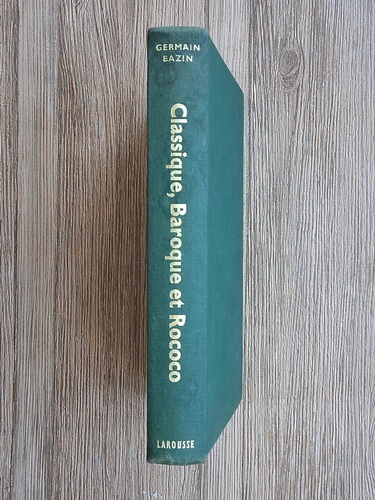 GERMAIN
BAZIN
Classique, Baroque et Rococo
LAROUSSE